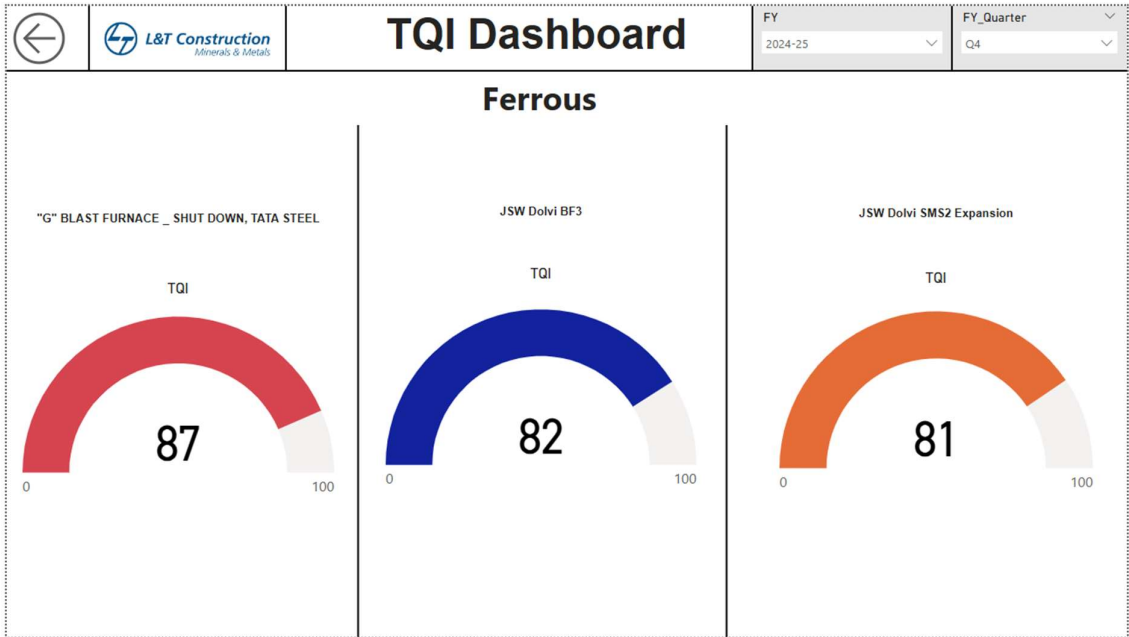 L&T Construction
Minerals & Metals
TQI Dashboard
FY
2024-25
FY_Quarter
Q4
Ferrous
"G" BLAST FURNACE _ SHUT DOWN, TATA STEEL
TQI
87
0
100
JSW Dolvi BF3
TQI
82
0
100
JSW Dolvi SMS2 Expansion
TQI
81
0
100